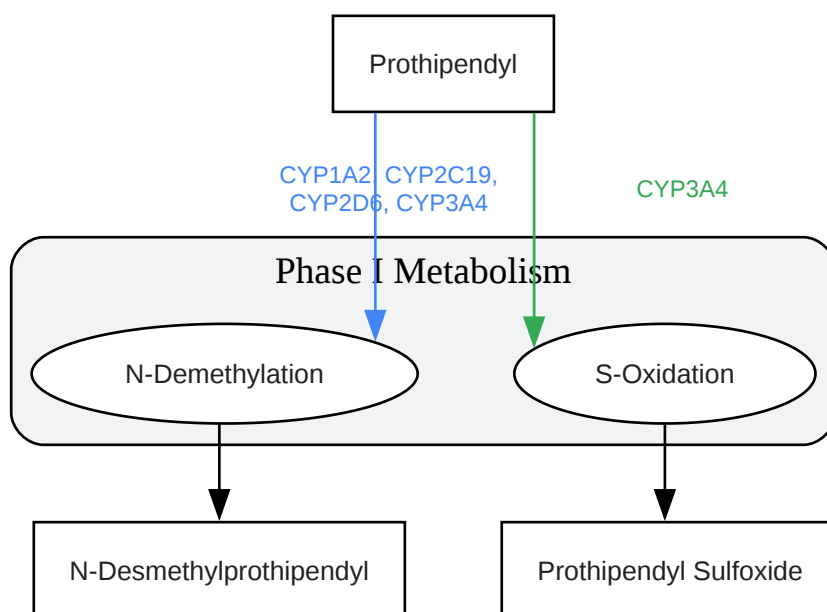 Prothipendyl
CYP1A2, CYP2C19,
CYP2D6, CYP3A4
CYP3A4
Phase I Metabolism
N-Demethylation
S-Oxidation
N-Desmethylprothipendyl
Prothipendyl Sulfoxide